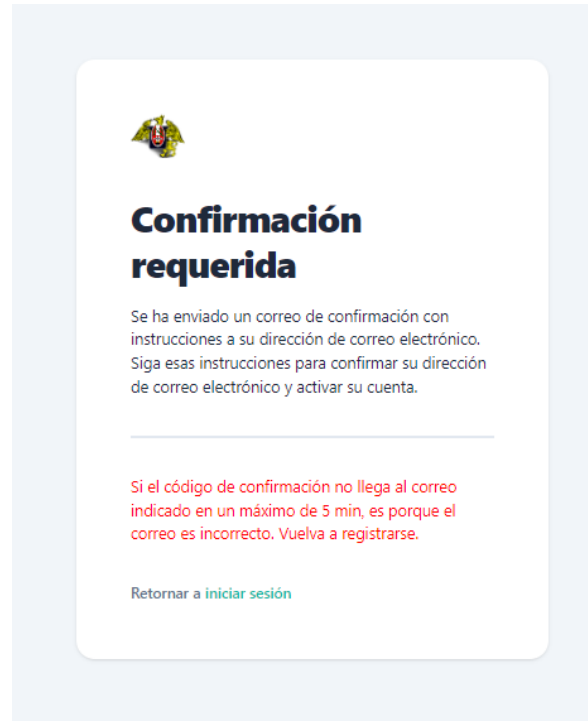 Confirmación
requerida
Se ha enviado un correo de confirmación con
instrucciones a su dirección de correo electrónico.
Siga esas instrucciones para confirmar su dirección
de correo electrónico y activar su cuenta.
Si el código de confirmación no llega al correo
indicado en un máximo de 5 min, es porque el
correo es incorrecto. Vuelva a registrarse.
Retornar a iniciar sesión